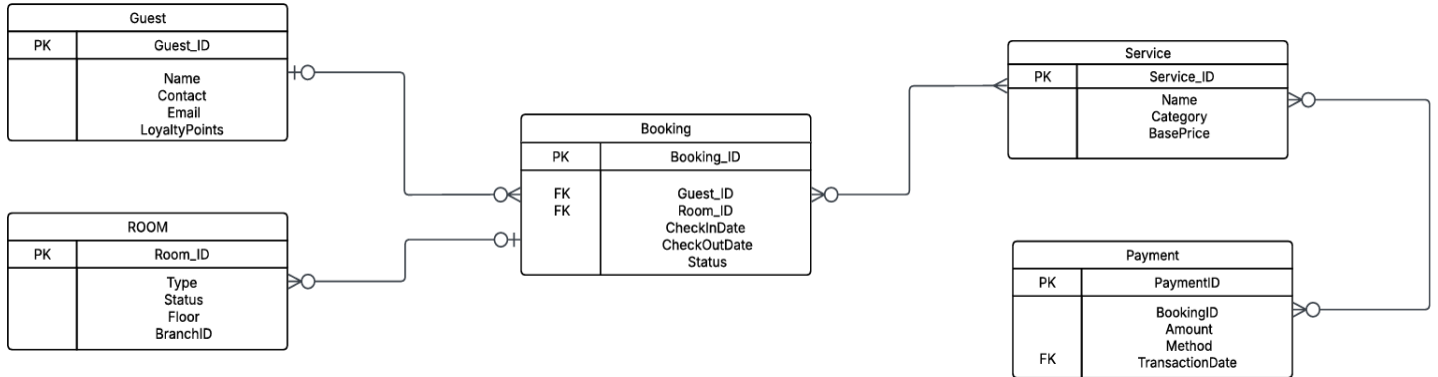 Guest
PK Guest_ID
Name
Contact
Email
LoyaltyPoints
ROOM
PK Room_ID
Type
Status
Floor
BranchID
Booking
PK Booking_ID
FK Guest_ID
FK Room_ID
CheckInDate
CheckOutDate
Status
Service
PK Service_ID
Name
Category
BasePrice
Payment
PK PaymentID
BookingID
Amount
Method
FK TransactionDate